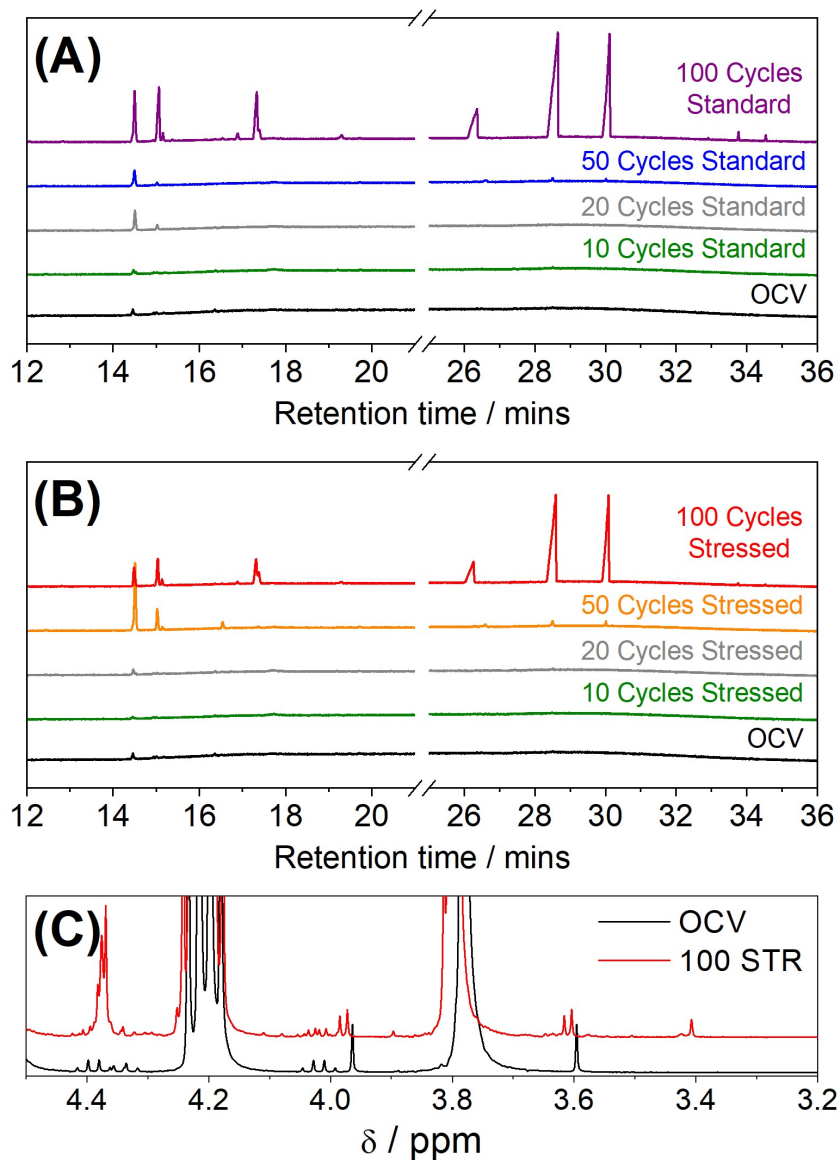 (A)
100 Cycles
Standard
50 Cycles Standard
20 Cycles Standard
10 Cycles Standard
OCV
12 14 16 18 20 26 28 30 32 34 36
Retention time / mins
(B)
100 Cycles
Stressed
50 Cycles Stressed
20 Cycles Stressed
10 Cycles Stressed
OCV
12 14 16 18 20 26 28 30 32 34 36
Retention time / mins
(C)
OCV
100 STR
4.4 4.2 4.0 3.8 3.6 3.4 3.2
δ / ppm